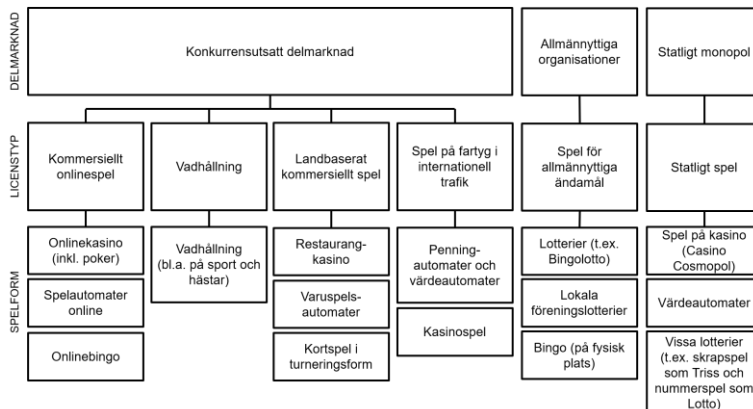 DELMARKNAD
Konkurrensutsatt delmarknad
Allmännyttiga
organisationer
Statligt monopol
LICENSTYP
Kommersiellt
onlinespel
Vadhållning
Landbaserat
kommersiellt spel
Spel på fartyg i
internationell
trafik
Spel för
allmännyttiga
ändamål
Statligt spel
SPELFORM
Onlinekasino
(inkl. poker)
Spelautomater
online
Onlinebingo
Vadhållning
(bl.a. på sport och
hästar)
Restaurang-
kasino
Varuspels-
automater
Kortspel i
turneringsform
Penning-
automater och
värdeautomater
Kasinospel
Lotterier (t.ex.
Bingolotto)
Lokala
föreningslotterier
Bingo (på fysisk
plats)
Spel på kasino
(Casino
Cosmopol)
Värdeautomater
Vissa lotterier
(t.ex. skrapspel
som Triss och
nummerspel som
Lotto)